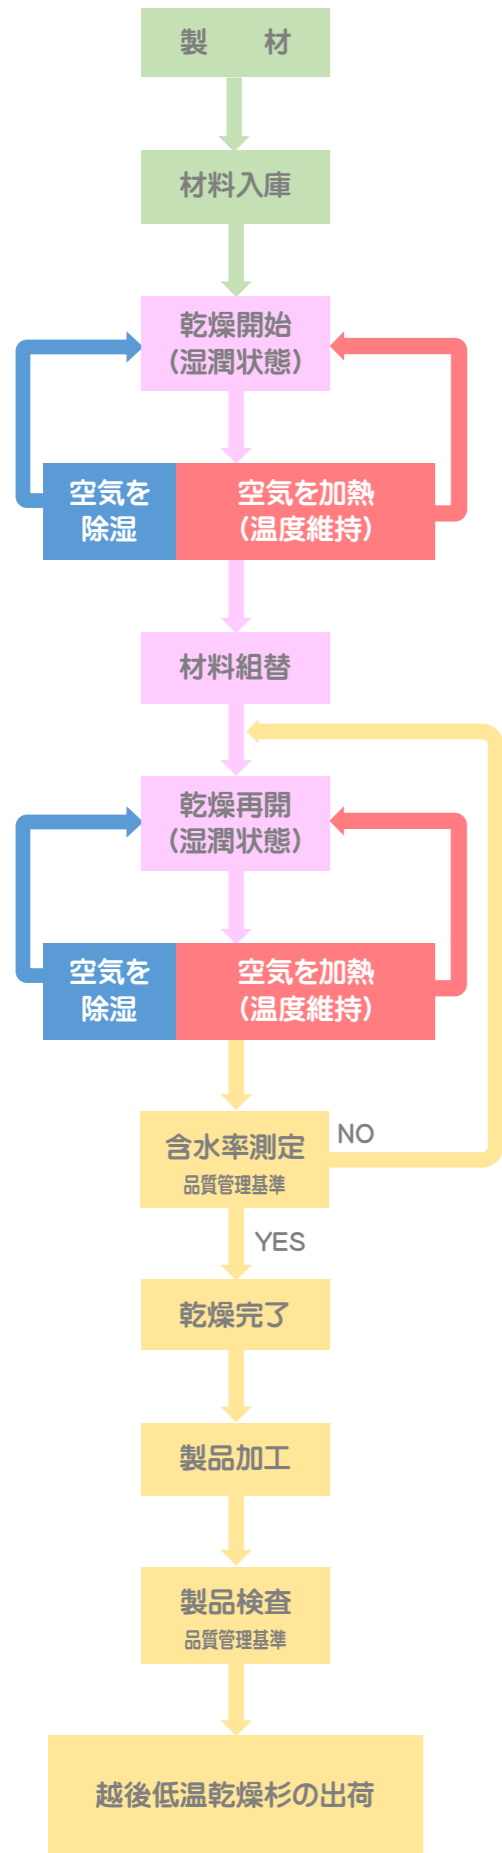 製　材
材料入庫
乾燥開始
（湿潤状態）
空気を
除湿
空気を加熱
（温度維持）
材料組替
乾燥再開
（湿潤状態）
空気を
除湿
空気を加熱
（温度維持）
含水率測定
品質管理基準
NO
YES
乾燥完了
製品加工
製品検査
品質管理基準
越後低温乾燥杉の出荷